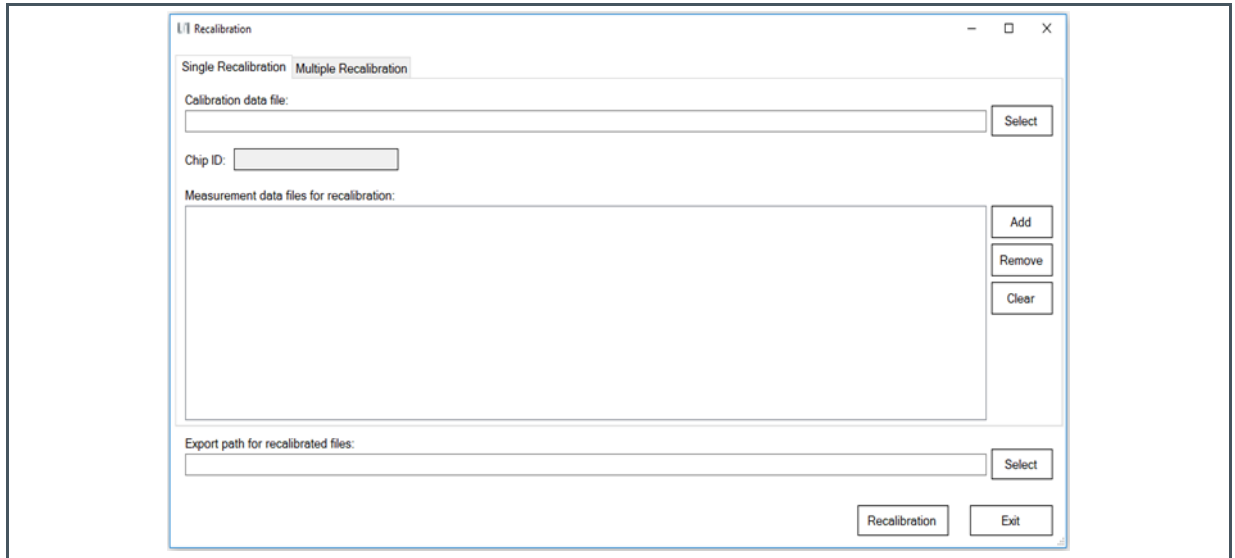 Recalibration
Single Recalibration Multiple Recalibration
Calibration data file:
Select
Chip ID:
Measurement data files for recalibration:
Add
Remove
Clear
Export path for recalibrated files:
Select
Recalibration Exit